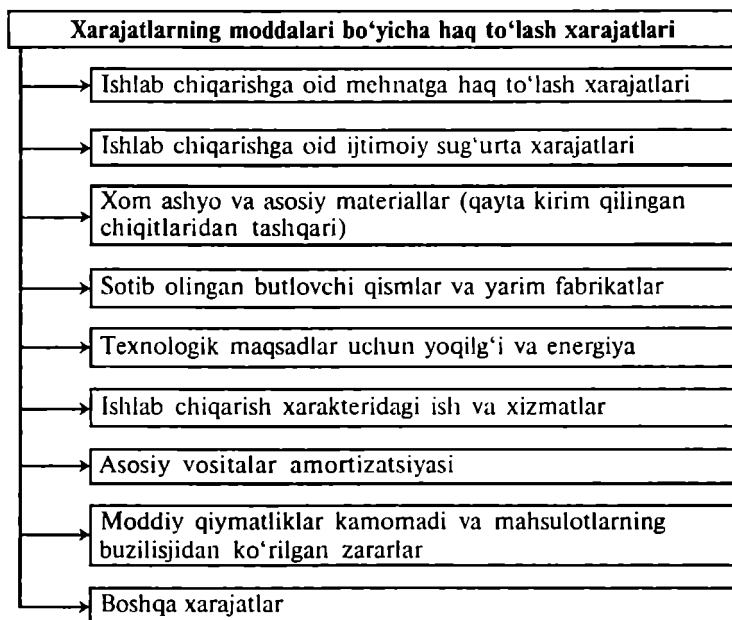 Xarajatlarning moddalari bo‘yicha haq to‘lash xarajatlari
Ishlab chiqarishga oid mehnatga haq to‘lash xarajatlari
Ishlab chiqarishga oid ijtimoiy sug‘urta xarajatlari
Xom ashyo va asosiy materiallar (qayta kirim qilingan
chiqitlaridan tashqari)
Sotib olingan butlovchi qismlar va yarim fabrikatlar
Texnologik maqsadlar uchun yoqilg‘i va energiya
Ishlab chiqarish xarakteridagi ish va xizmatlar
Asosiy vositalar amortizatsiyasi
Moddiy qiymatliklar kamomadi va mahsulotlarning
buzilisjidan ko‘rilgan zararlar
Boshqa xarajatlar